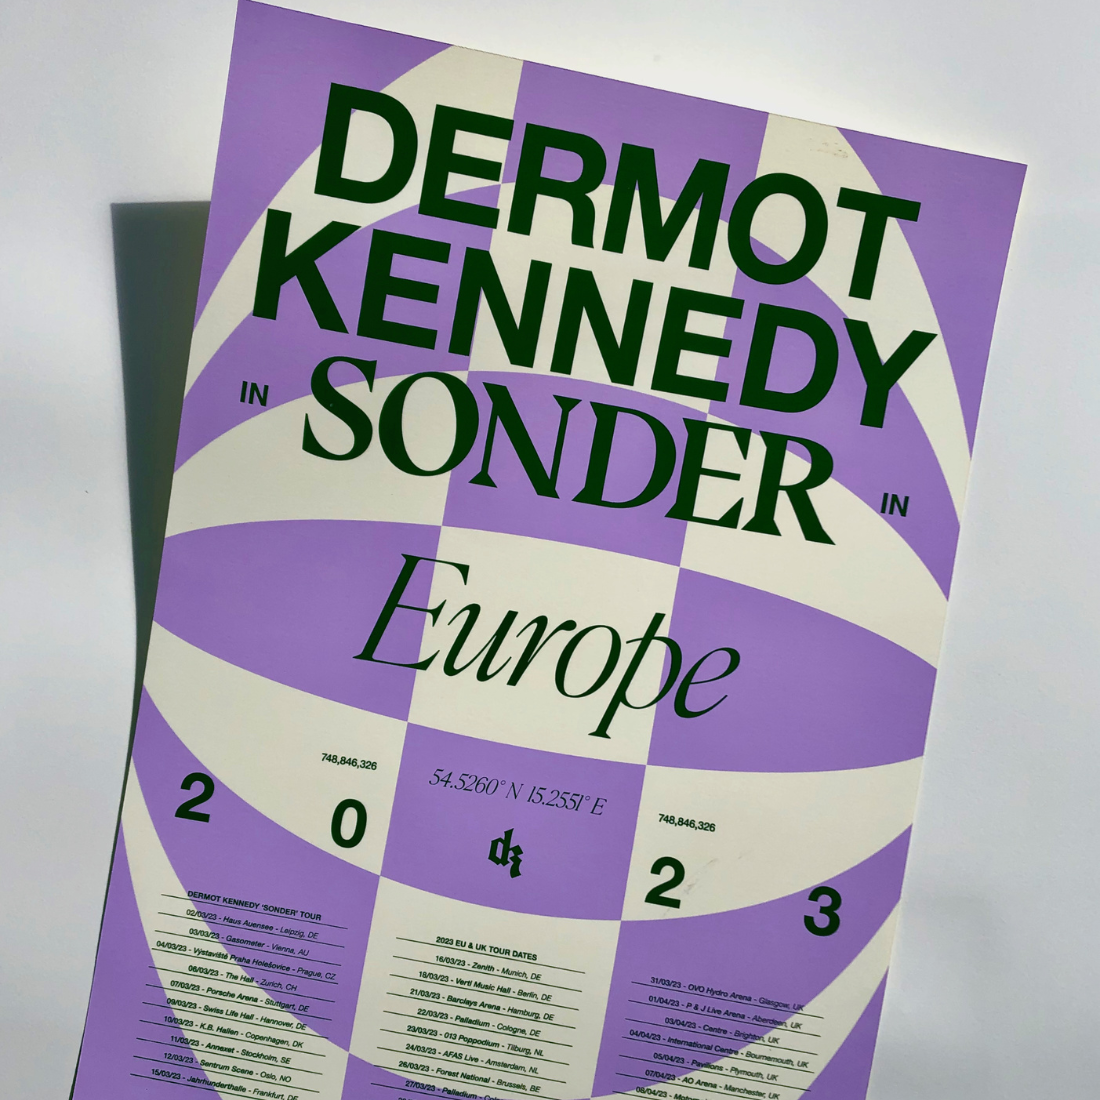 DERMOT
KENNEDY
IN SONDER IN
Europe
748,846,326
54.5260° N 15.2551° E
748,846,326
2 0 dk 2 3
DERMOT KENNEDY 'SONDER' TOUR
02/03/23 - Haus Auensee - Leipzig, DE
03/03/23 - Gasometer - Vienna, AU
04/03/23 - Výstaviště Praha Holešovice - Prague, CZ
06/03/23 - The Hall - Zurich, CH
07/03/23 - Porsche Arena - Stuttgart, DE
09/03/23 - Swiss Life Hall - Hannover, DE
10/03/23 - K.B. Hallen - Copenhagen, DK
11/03/23 - Annexet - Stockholm, SE
12/03/23 - Sentrum Scene - Oslo, NO
15/03/23 - Jahrhunderthalle - Frankfurt, DE
2023 EU & UK TOUR DATES
16/03/23 - Zenith - Munich, DE
18/03/23 - Verti Music Hall - Berlin, DE
21/03/23 - Barclays Arena - Hamburg, DE
22/03/23 - Palladium - Cologne, DE
23/03/23 - 013 Poppodium - Tilburg, NL
24/03/23 - AFAS Live - Amsterdam, NL
26/03/23 - Forest National - Brussels, BE
27/03/23 - Palladium -
31/03/23 - OVO Hydro Arena - Glasgow, UK
01/04/23 - P & J Live Arena - Aberdeen, UK
03/04/23 - Centre - Brighton, UK
04/04/23 - International Centre - Bournemouth, UK
05/04/23 - Pavilions - Plymouth, UK
07/04/23 - AO Arena - Manchester, UK
08/04/23 -